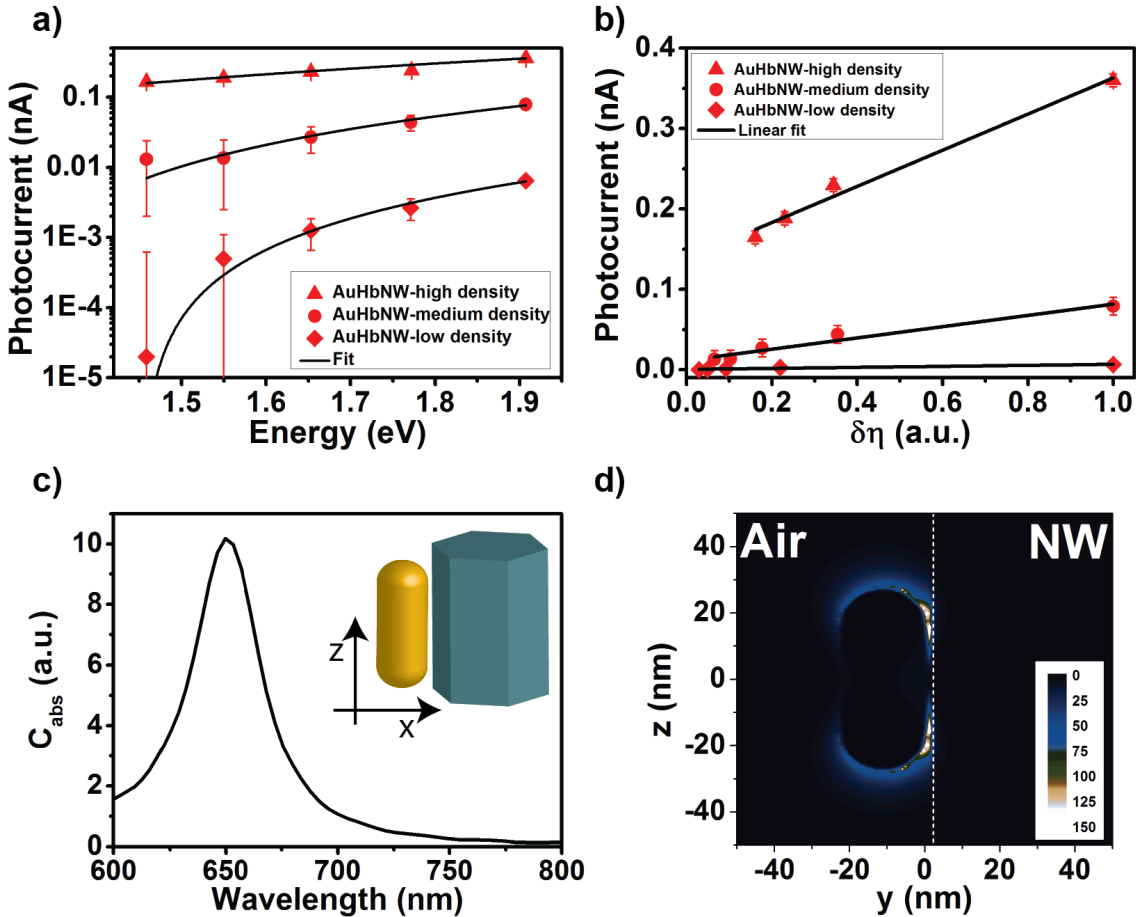 a)
Photocurrent (nA)
0.1
0.01
1E-3
1E-4
1E-5
AuHbNW-high density
AuHbNW-medium density
AuHbNW-low density
Fit
1.5 1.6 1.7 1.8 1.9
Energy (eV)
b)
Photocurrent (nA)
0.4
0.3
0.2
0.1
0.0
AuHbNW-high density
AuHbNW-medium density
AuHbNW-low density
Linear fit
0.0 0.2 0.4 0.6 0.8 1.0
δη (a.u.)
c)
C_abs (a.u.)
10
8
6
4
2
0
z
x
600 650 700 750 800
Wavelength (nm)
d)
Air NW
z (nm)
40
20
0
-20
-40
0
25
50
75
100
125
150
-40 -20 0 20 40
y (nm)